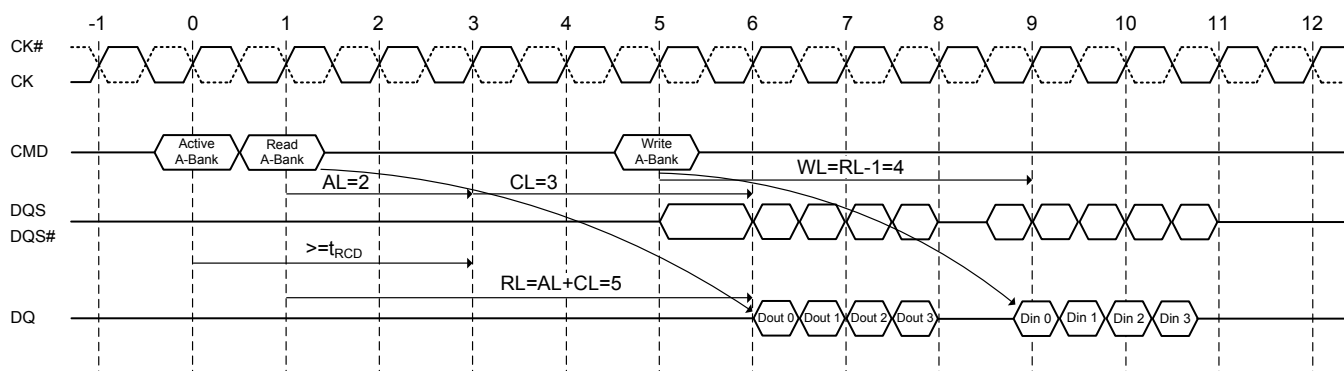 -1 0 1 2 3 4 5 6 7 8 9 10 11 12
CK#
CK
CMD
Active
A-Bank
Read
A-Bank
Write
A-Bank
WL=RL-1=4
AL=2
CL=3
DQS
DQS#
>=tRCD
RL=AL+CL=5
DQ
Dout 0 Dout 1 Dout 2 Dout 3 Din 0 Din 1 Din 2 Din 3